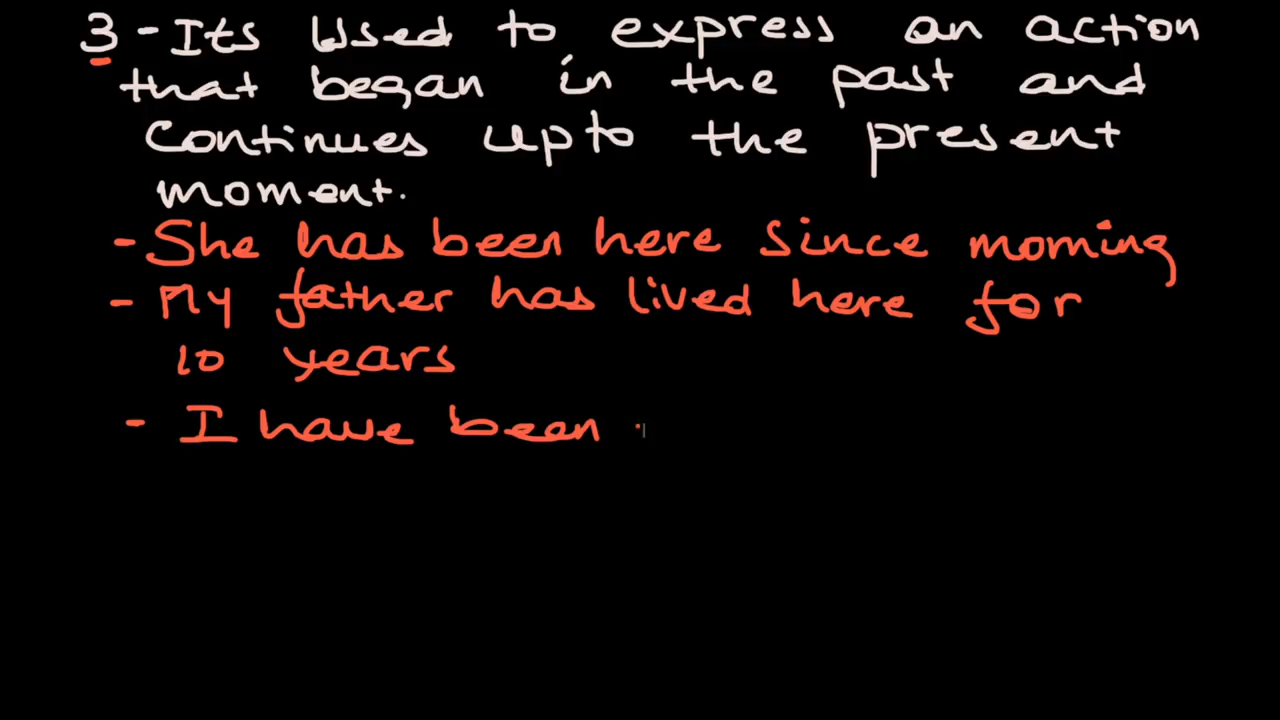 3 - Its Used to express an action
that began in the past and
Continues upto the present
moment.
- She has been here since morning
- My father has lived here for
10 years
- I have been